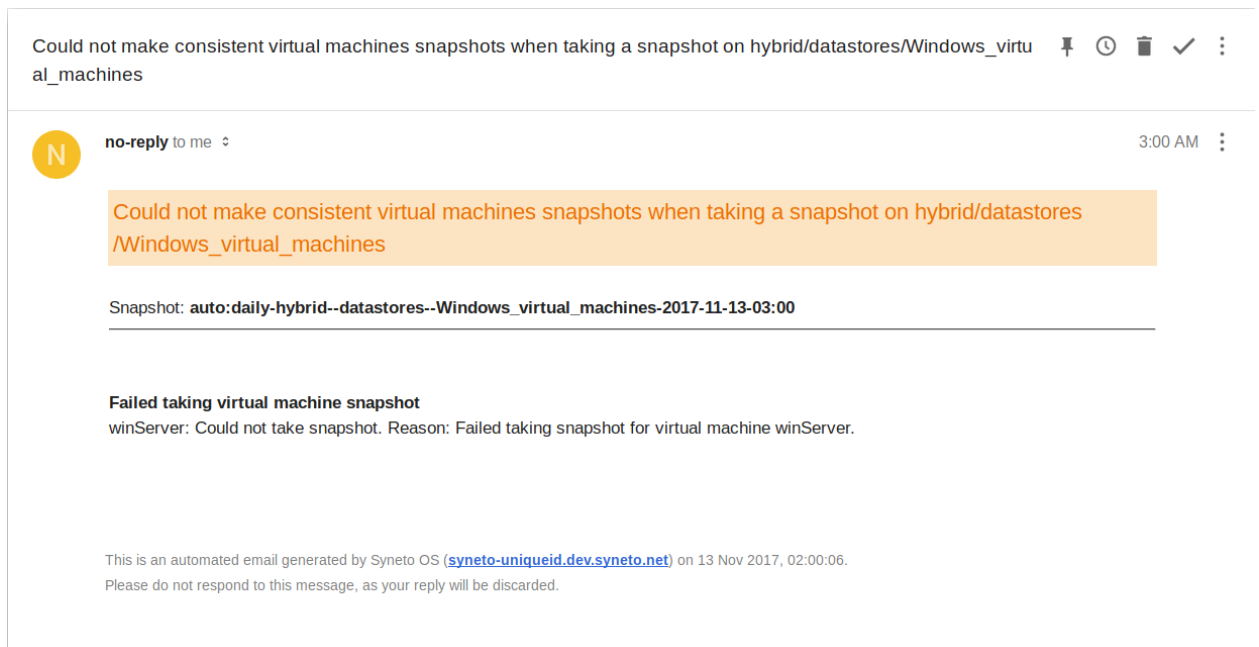 Could not make consistent virtual machines snapshots when taking a snapshot on hybrid/datastores/Windows_virtu
al_machines
N
no-reply to me
3:00 AM
Could not make consistent virtual machines snapshots when taking a snapshot on hybrid/datastores
/Windows_virtual_machines
Snapshot: auto:daily-hybrid--datastores--Windows_virtual_machines-2017-11-13-03:00
Failed taking virtual machine snapshot
winServer: Could not take snapshot. Reason: Failed taking snapshot for virtual machine winServer.
This is an automated email generated by Syneto OS (syneto-uniqueid.dev.syneto.net) on 13 Nov 2017, 02:00:06.
Please do not respond to this message, as your reply will be discarded.